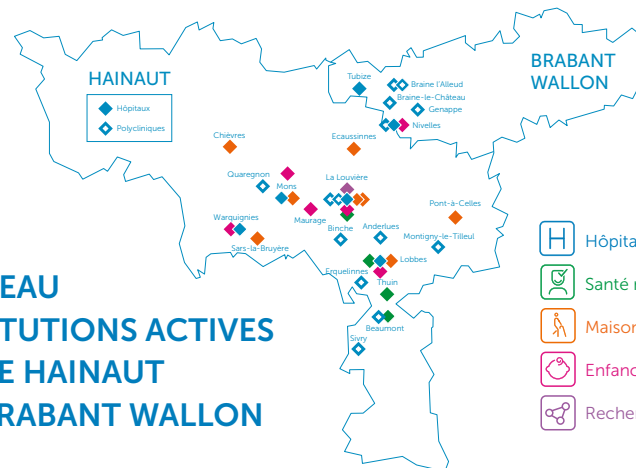 HAINAUT
Hôpitaux
Polycliniques
BRABANT
WALLON
Tubize
Braine l'Alleud
Braine-le-Château
Genappe
Nivelles
Chièvres
Ecaussinnes
Quaregnon
Mons
La Louvière
Pont-à-Celles
Warquignies
Maurage
Sars-la-Bruyère
Binche
Anderlues
Montigny-le-Tilleul
Lobbes
Erquelinnes
Thuin
Beaumont
Sivry
EAU
TUTIONS ACTIVES
E HAINAUT
RABANT WALLON
H
Hôpita
Santé
Maison
Enfanc
Recher